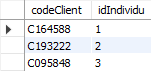 codeClient idIndividu
C164588 1
C193222 2
C095848 3